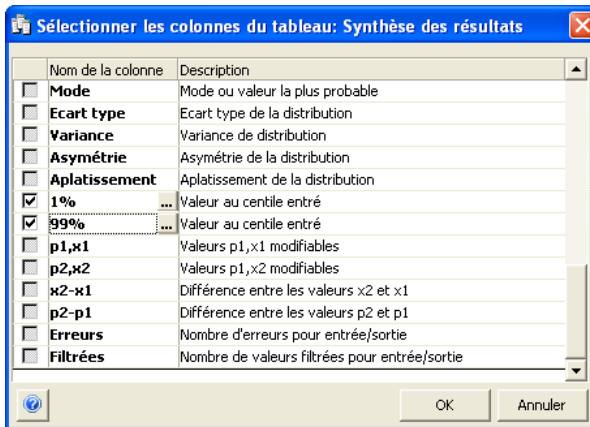 Sélectionner les colonnes du tableau: Synthèse des résultats
Nom de la colonne Description
Mode Mode ou valeur la plus probable
Ecart type Ecart type de la distribution
Variance Variance de distribution
Asymétrie Asymétrie de la distribution
Aplatissement Aplatissement de la distribution
1% ... Valeur au centile entré
99% ... Valeur au centile entré
p1,x1 Valeurs p1,x1 modifiables
p2,x2 Valeurs p1,x2 modifiables
x2-x1 Différence entre les valeurs x2 et x1
p2-p1 Différence entre les valeurs p2 et p1
Erreurs Nombre d'erreurs pour entrée/sortie
Filtrées Nombre de valeurs filtrées pour entrée/sortie
? OK Annuler